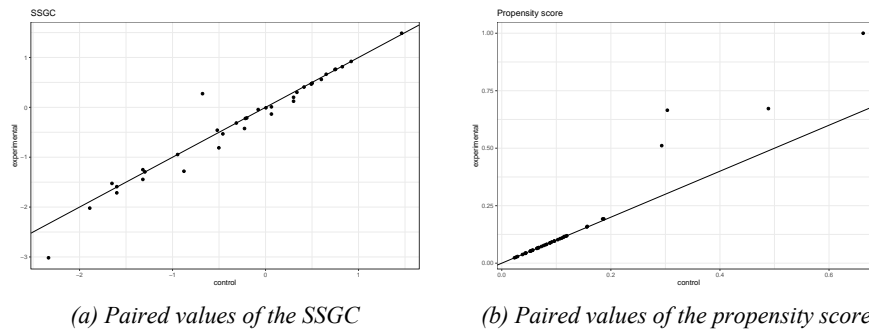 SSGC
experimental
1
0
−1
−2
−3
−2
−1
0
1
control
(a) Paired values of the SSGC
Propensity score
experimental
1.00
0.75
0.50
0.25
0.00
0.0
0.2
0.4
0.6
control
(b) Paired values of the propensity score